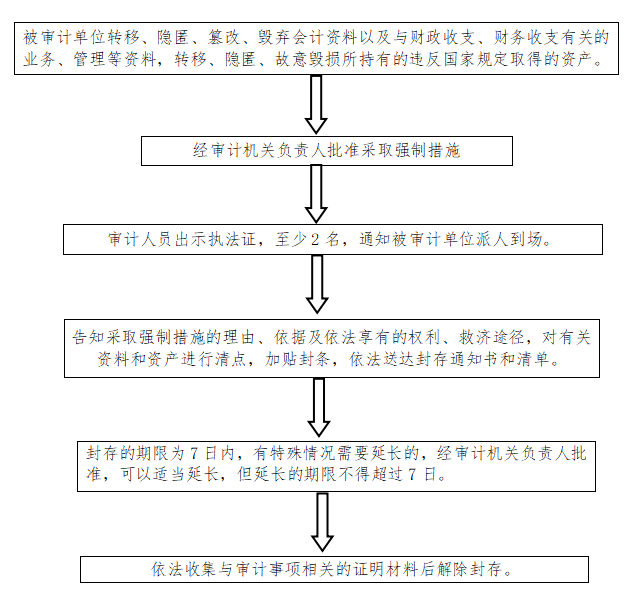 被审计单位转移、隐匿、篡改、毁弃会计资料以及与财政收支、财务收支有关的
业务、管理等资料，转移、隐匿、故意毁损所持有的违反国家规定取得的资产。
经审计机关负责人批准采取强制措施
审计人员出示执法证，至少2名，通知被审计单位派人到场。
告知采取强制措施的理由、依据及依法享有的权利、救济途径，对有关
资料和资产进行清点，加贴封条，依法送达封存通知书和清单。
封存的期限为7日内，有特殊情况需要延长的，经审计机关负责人批
准，可以适当延长，但延长的期限不得超过7日。
依法收集与审计事项相关的证明材料后解除封存。